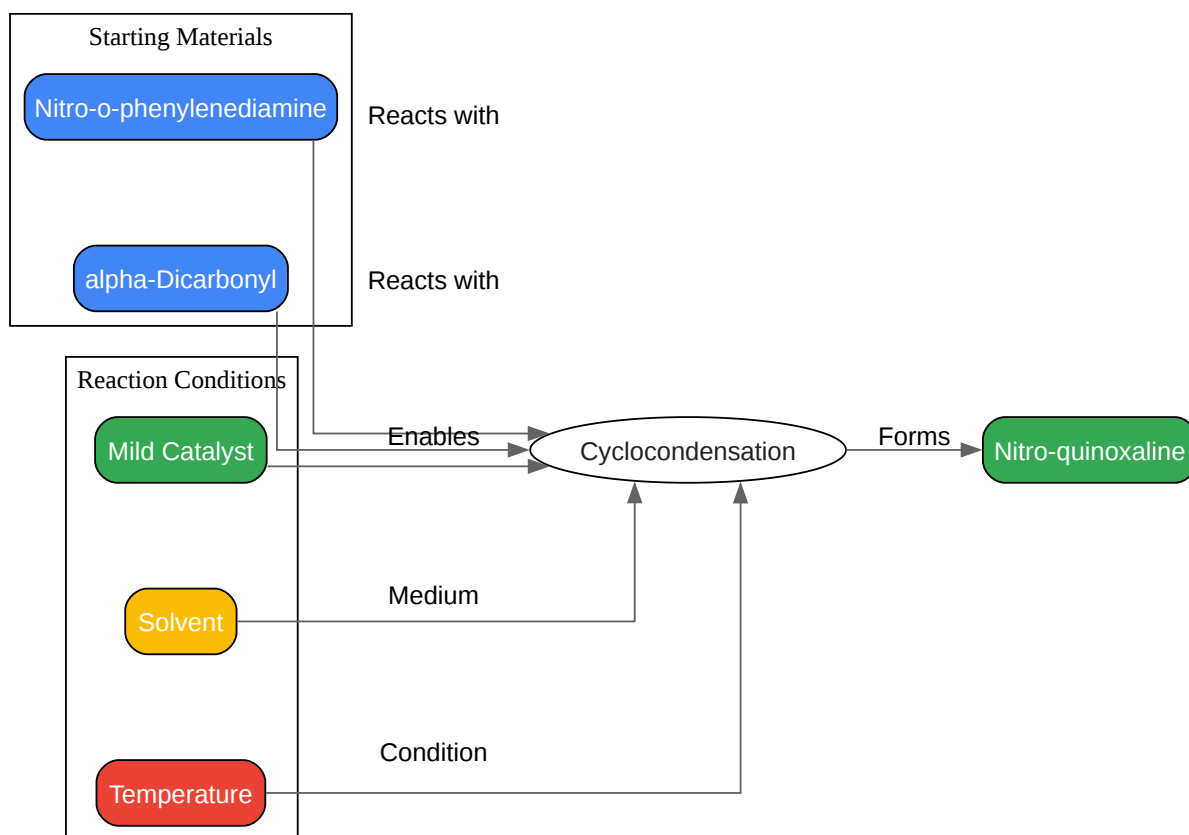 Starting Materials
Nitro-o-phenylenediamine
Reacts with
alpha-Dicarbonyl
Reacts with
Reaction Conditions
Mild Catalyst
Enables
Cyclocondensation
Forms
Nitro-quinoxaline
Solvent
Medium
Temperature
Condition